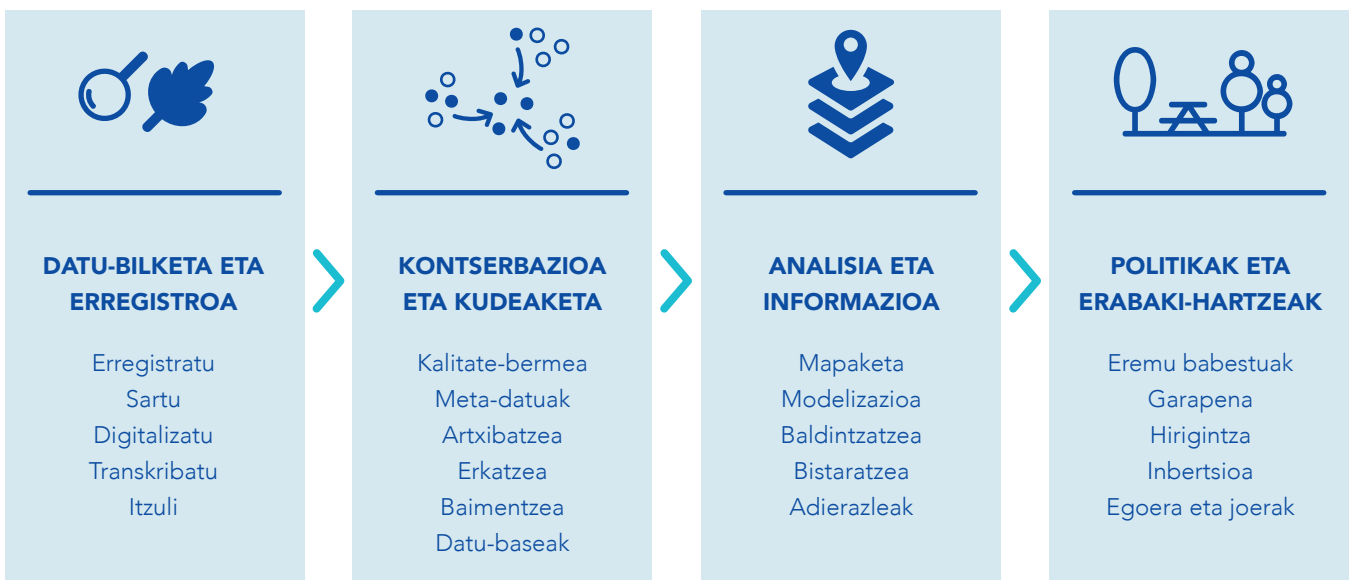 DATU-BILKETA ETA
ERREGISTROA
Erregistratu
Sartu
Digitalizatu
Transkribatu
Itzuli
KONTSERBAZIOA
ETA KUDEAKETA
Kalitate-bermea
Meta-datuak
Artxibatzea
Erkatzea
Baimentzea
Datu-baseak
ANALISIA ETA
INFORMAZIOA
Mapaketa
Modelizazioa
Baldintzatzea
Bistaratzea
Adierazleak
POLITIKAK ETA
ERABAKI-HARTZEAK
Eremu babestuak
Garapena
Hirigintza
Inbertsioa
Egoera eta joerak